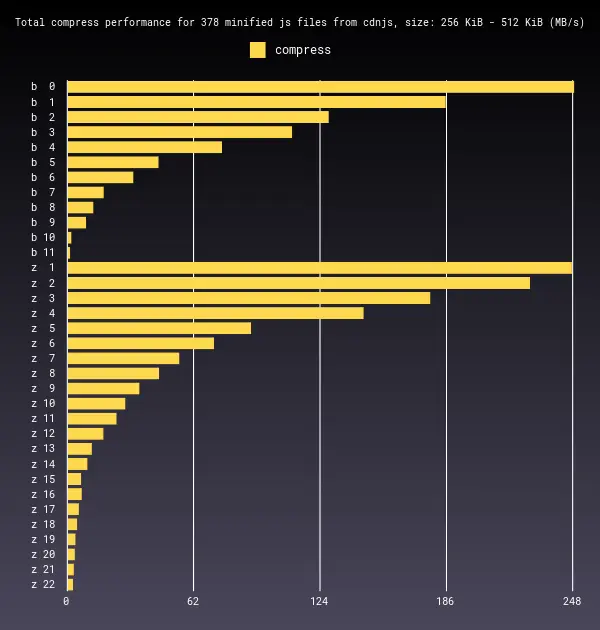 Total compress performance for 378 minified js files from cdnjs, size: 256 KiB - 512 KiB (MB/s)
compress
b 0
b 1
b 2
b 3
b 4
b 5
b 6
b 7
b 8
b 9
b 10
b 11
z 1
z 2
z 3
z 4
z 5
z 6
z 7
z 8
z 9
z 10
z 11
z 12
z 13
z 14
z 15
z 16
z 17
z 18
z 19
z 20
z 21
z 22
0 62 124 186 248